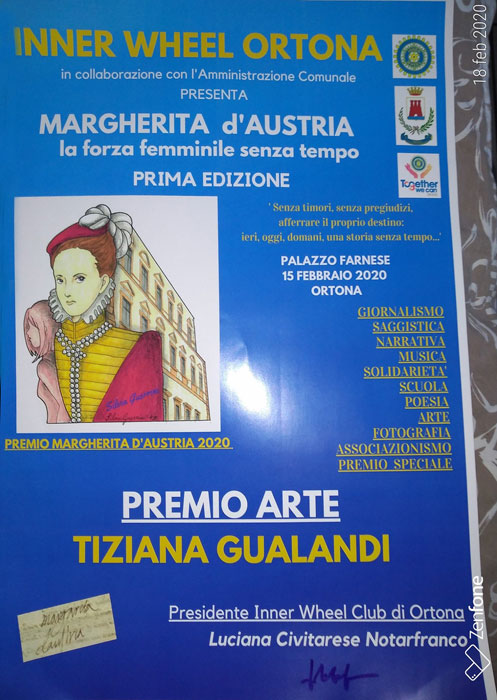 18 feb 2020
INNER WHEEL ORTONA
in collaborazione con l'Amministrazione Comunale
PRESENTA
MARGHERITA d'AUSTRIA
la forza femminile senza tempo
PRIMA EDIZIONE
Together
we can
' Senza timori, senza pregiudizi,
afferrare il proprio destino:
ieri, oggi, domani, una storia senza tempo...'
PALAZZO FARNESE
15 FEBBRAIO 2020
ORTONA
GIORNALISMO
SAGGISTICA
NARRATIVA
MUSICA
SOLIDARIETA'
SCUOLA
POESIA
ARTE
FOTOGRAFIA
ASSOCIAZIONISMO
PREMIO SPECIALE
PREMIO MARGHERITA D'AUSTRIA 2020
PREMIO ARTE
TIZIANA GUALANDI
Presidente Inner Wheel Club di Ortona
Luciana Civitarese Notarfranco
Zenfone